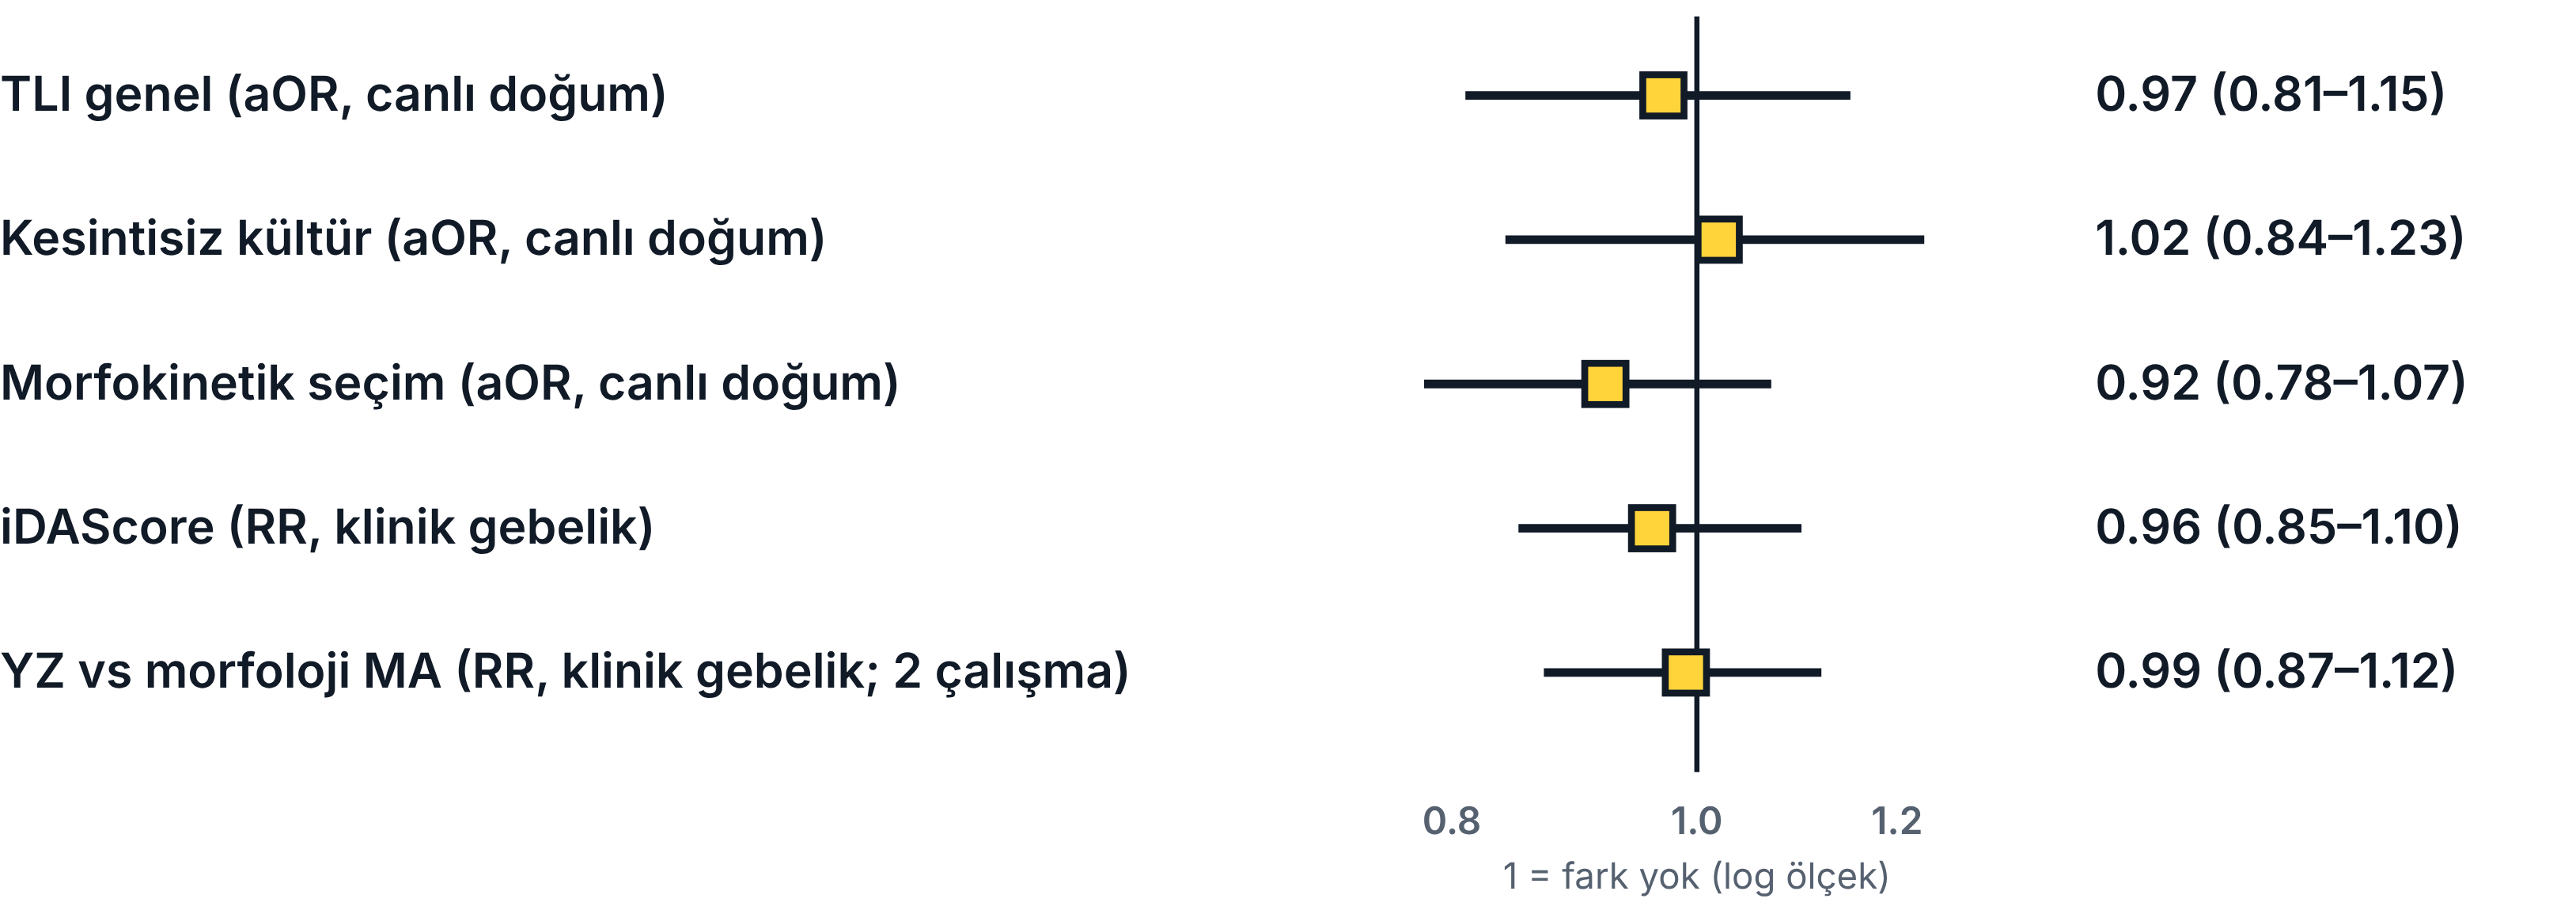 TLI genel (aOR, canlı doğum) 0.97 (0.81–1.15)
Kesintisiz kültür (aOR, canlı doğum) 1.02 (0.84–1.23)
Morfokinetik seçim (aOR, canlı doğum) 0.92 (0.78–1.07)
iDAScore (RR, klinik gebelik) 0.96 (0.85–1.10)
YZ vs morfoloji MA (RR, klinik gebelik; 2 çalışma) 0.99 (0.87–1.12)
0.8 1.0 1.2
1 = fark yok (log ölçek)